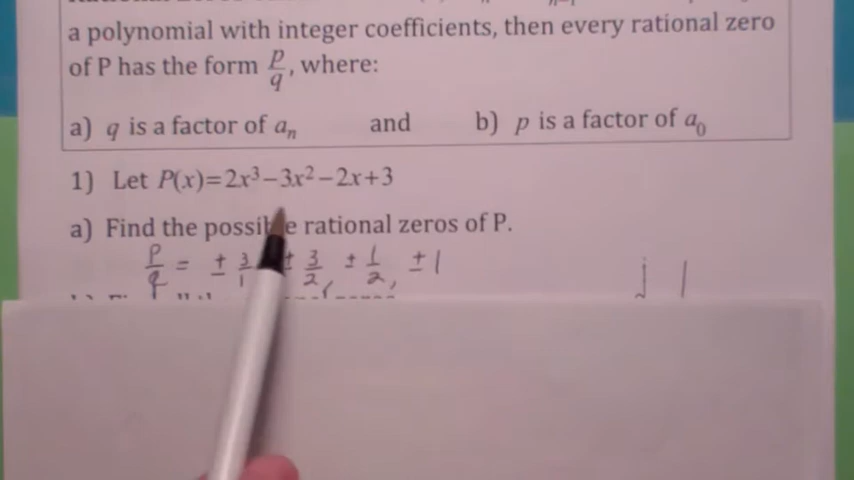 a polynomial with integer coefficients, then every rational zero
of P has the form p/q, where:
a) q is a factor of aₙ and b) p is a factor of a₀
1) Let P(x)=2x³−3x²−2x+3
a) Find the possible rational zeros of P.
p/q = ± 3/1 ± 3/2, ± 1/2, ± 1